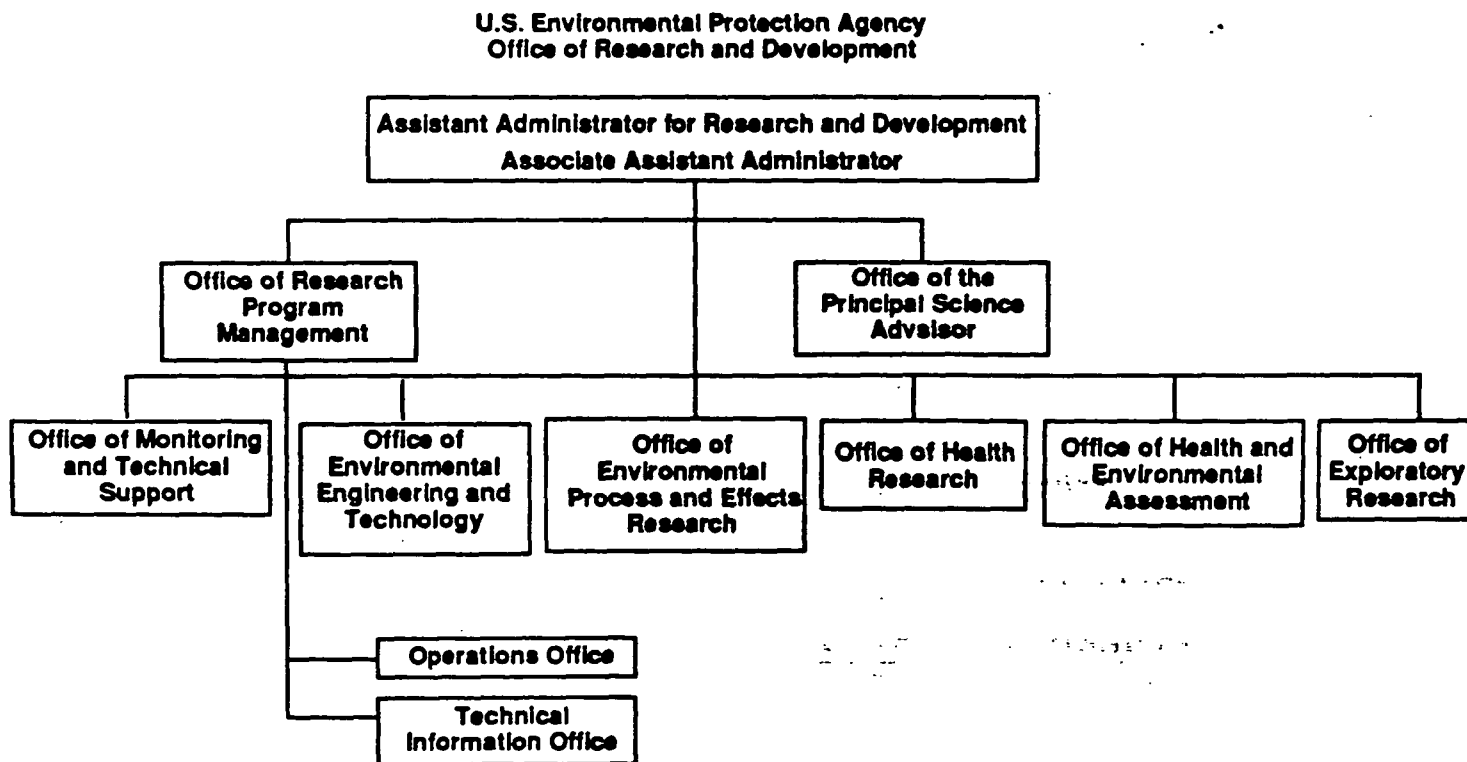 U.S. Environmental Protection Agency
Office of Research and Development
Assistant Administrator for Research and Development
Associate Assistant Administrator
Office of Research
Program
Management
Office of the
Principal Science
Advaisor
Office of Monitoring
and Technical
Support
Office of
Environmental
Engineering and
Technology
Office of
Environmental
Process and Effects
Research
Office of Health
Research
Office of Health and
Environmental
Assessment
Office of
Exploratory
Research
Operations Office
Technical
Information Office